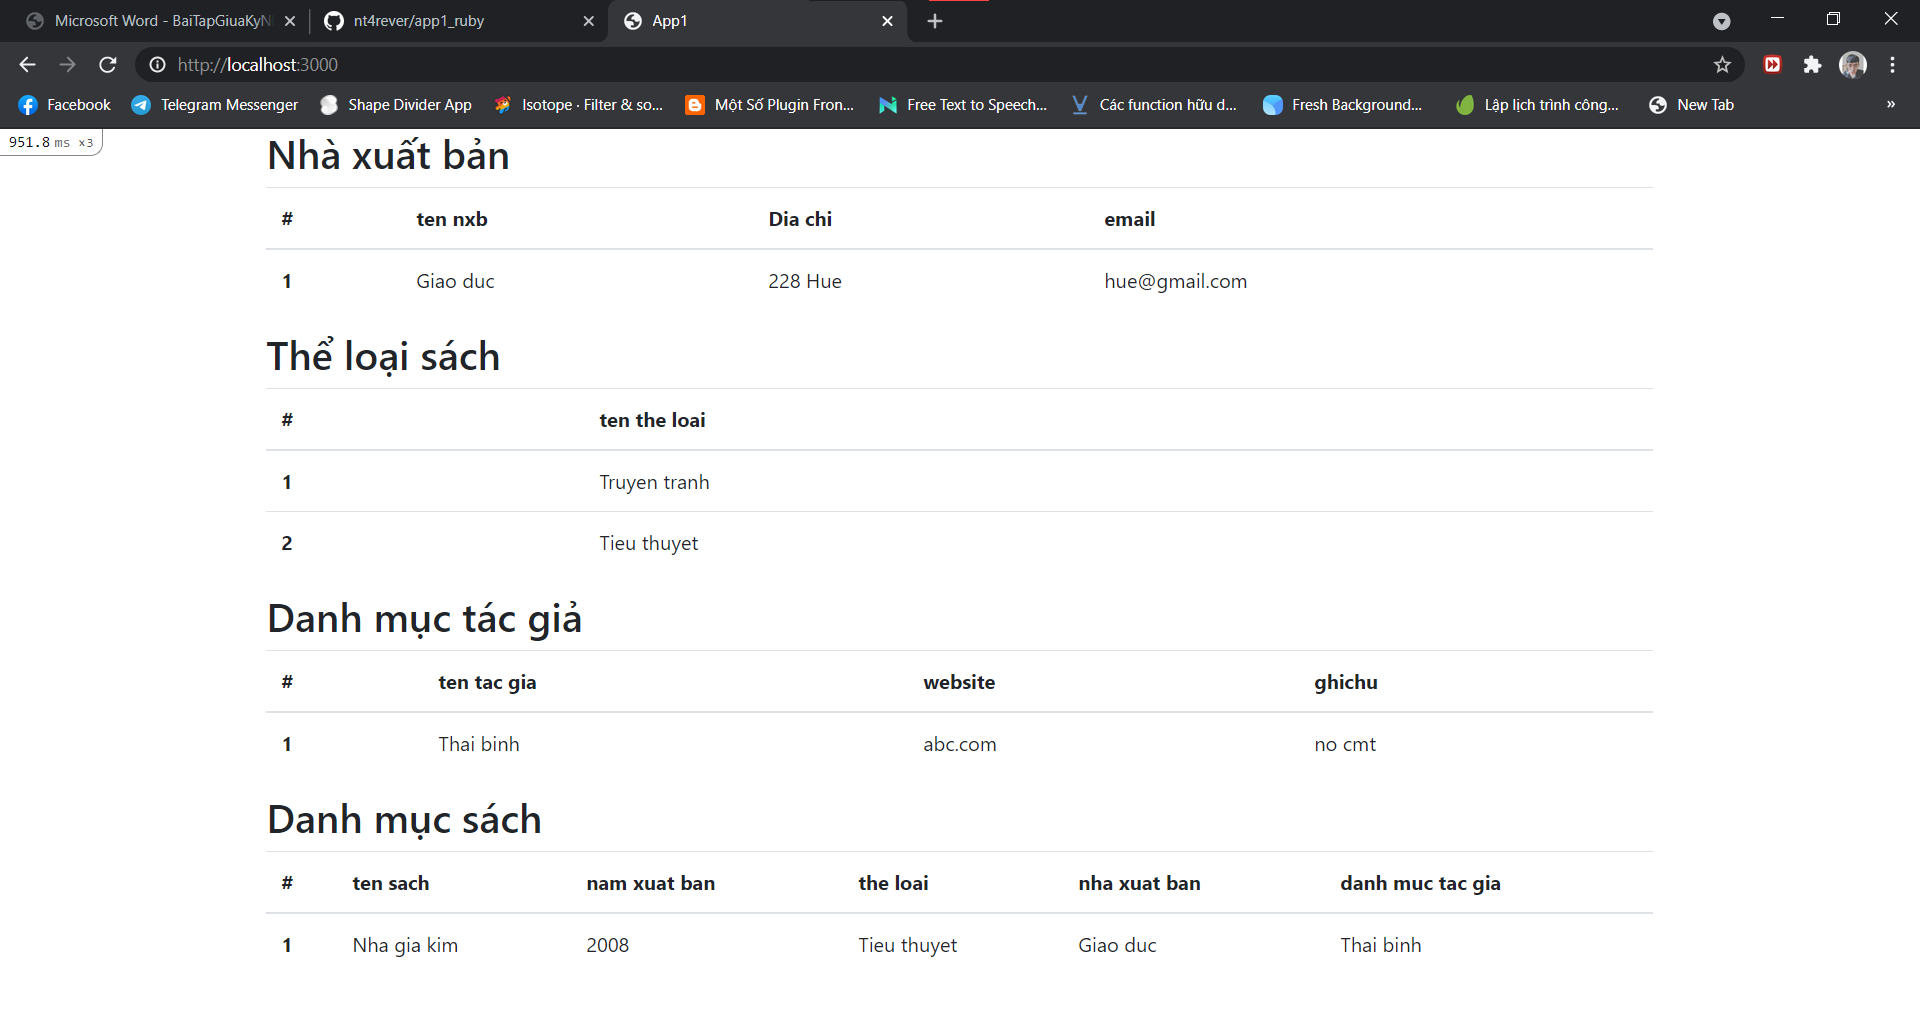 Microsoft Word - BaiTapGiuaKyN
nt4rever/app1_ruby
App1
http://localhost:3000
Facebook Telegram Messenger Shape Divider App Isotope · Filter & so... Một Số Plugin Fron... Free Text to Speech... Các function hữu d... Fresh Background... Lập lịch trình công... New Tab »
951.8 ms x3
Nhà xuất bản
# ten nxb Dia chi email
1 Giao duc 228 Hue hue@gmail.com
Thể loại sách
# ten the loai
1 Truyen tranh
2 Tieu thuyet
Danh mục tác giả
# ten tac gia website ghichu
1 Thai binh abc.com no cmt
Danh mục sách
# ten sach nam xuat ban the loai nha xuat ban danh muc tac gia
1 Nha gia kim 2008 Tieu thuyet Giao duc Thai binh